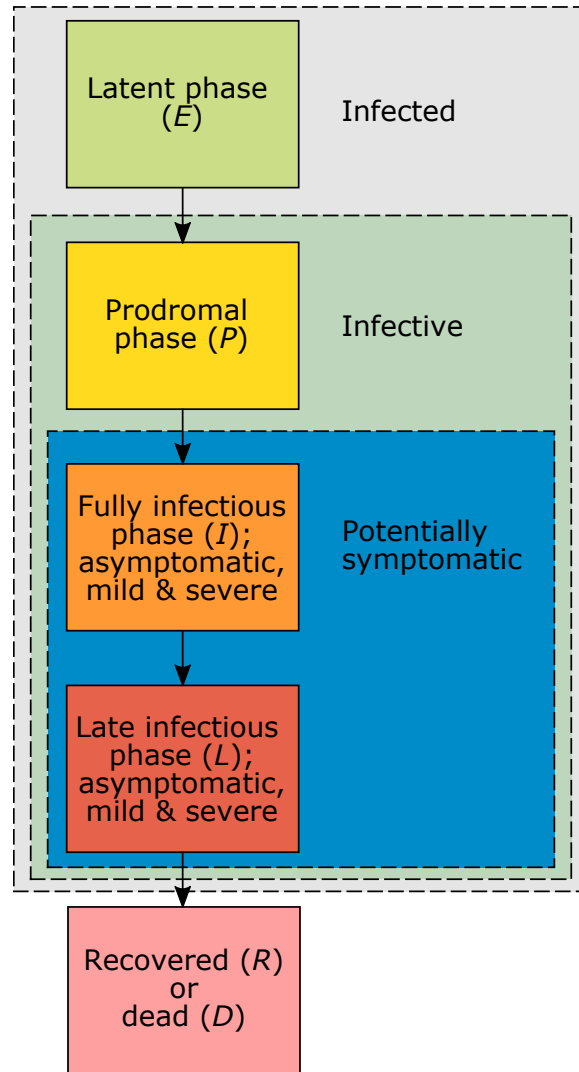 Latent phase
(E)
Infected
Prodromal
phase (P)
Infective
Fully infectious
phase (I);
asymptomatic,
mild & severe
Potentially
symptomatic
Late infectious
phase (L);
asymptomatic,
mild & severe
Recovered (R)
or
dead (D)